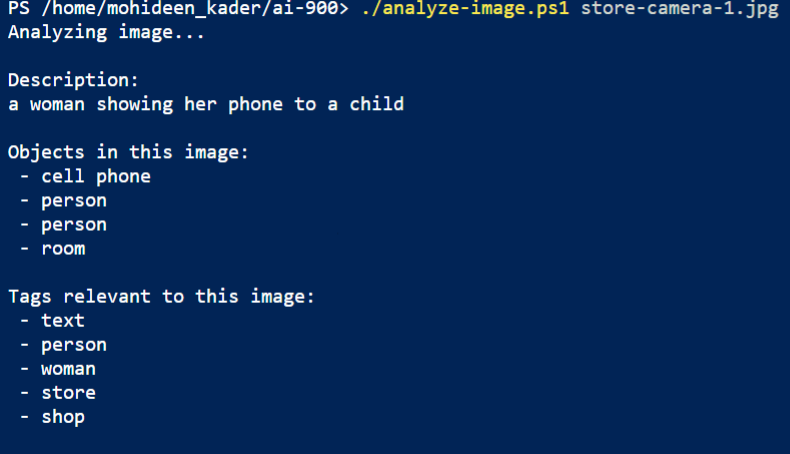 PS /home/mohideen_kader/ai-900> ./analyze-image.ps1 store-camera-1.jpg
Analyzing image...
Description:
a woman showing her phone to a child
Objects in this image:
- cell phone
- person
- person
- room
Tags relevant to this image:
- text
- person
- woman
- store
- shop